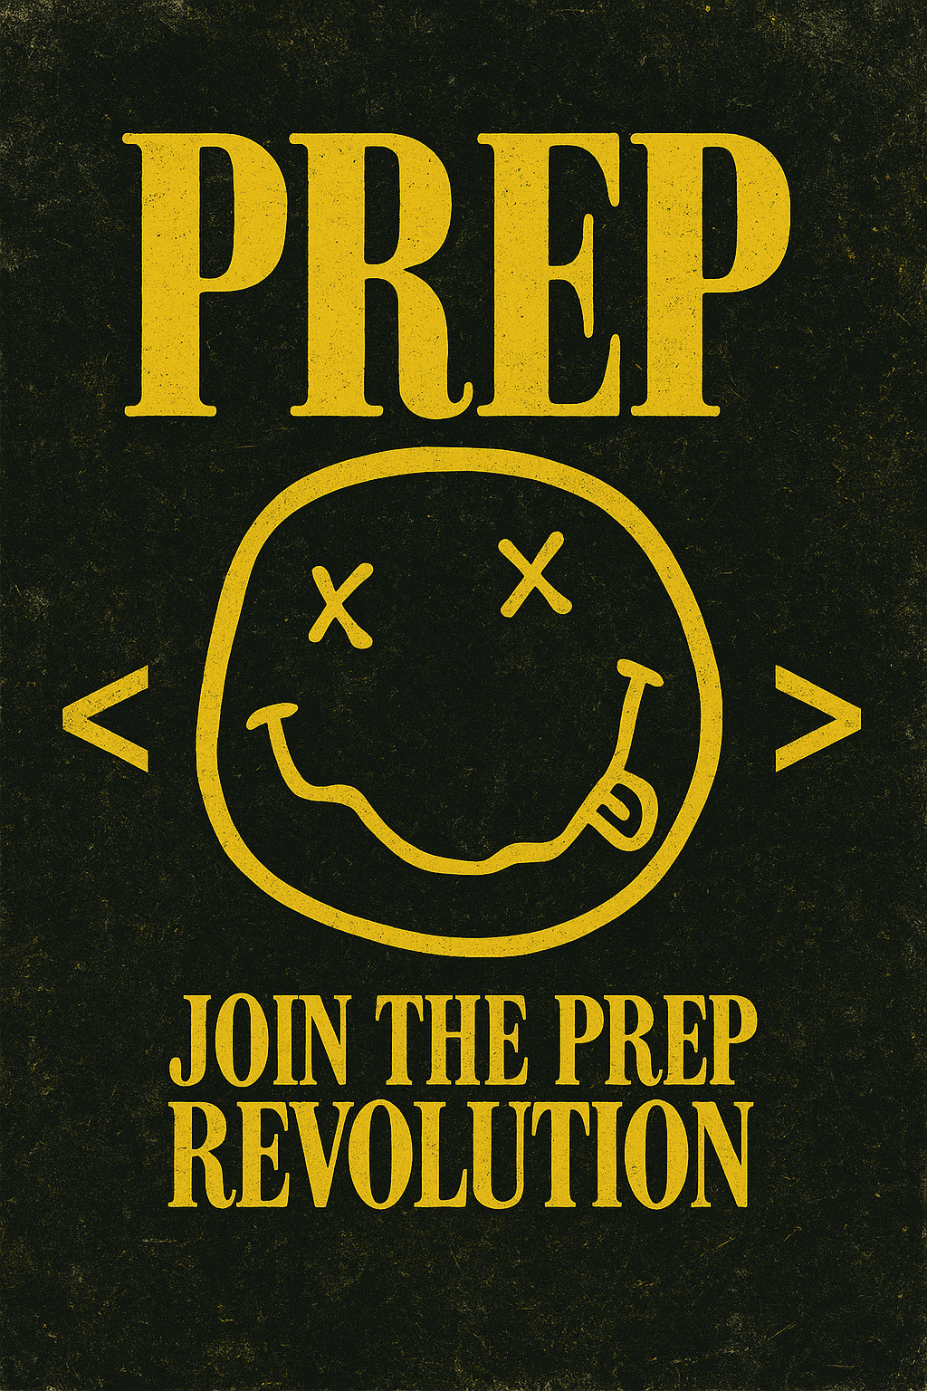 PREP
< >
JOIN THE PREP
REVOLUTION